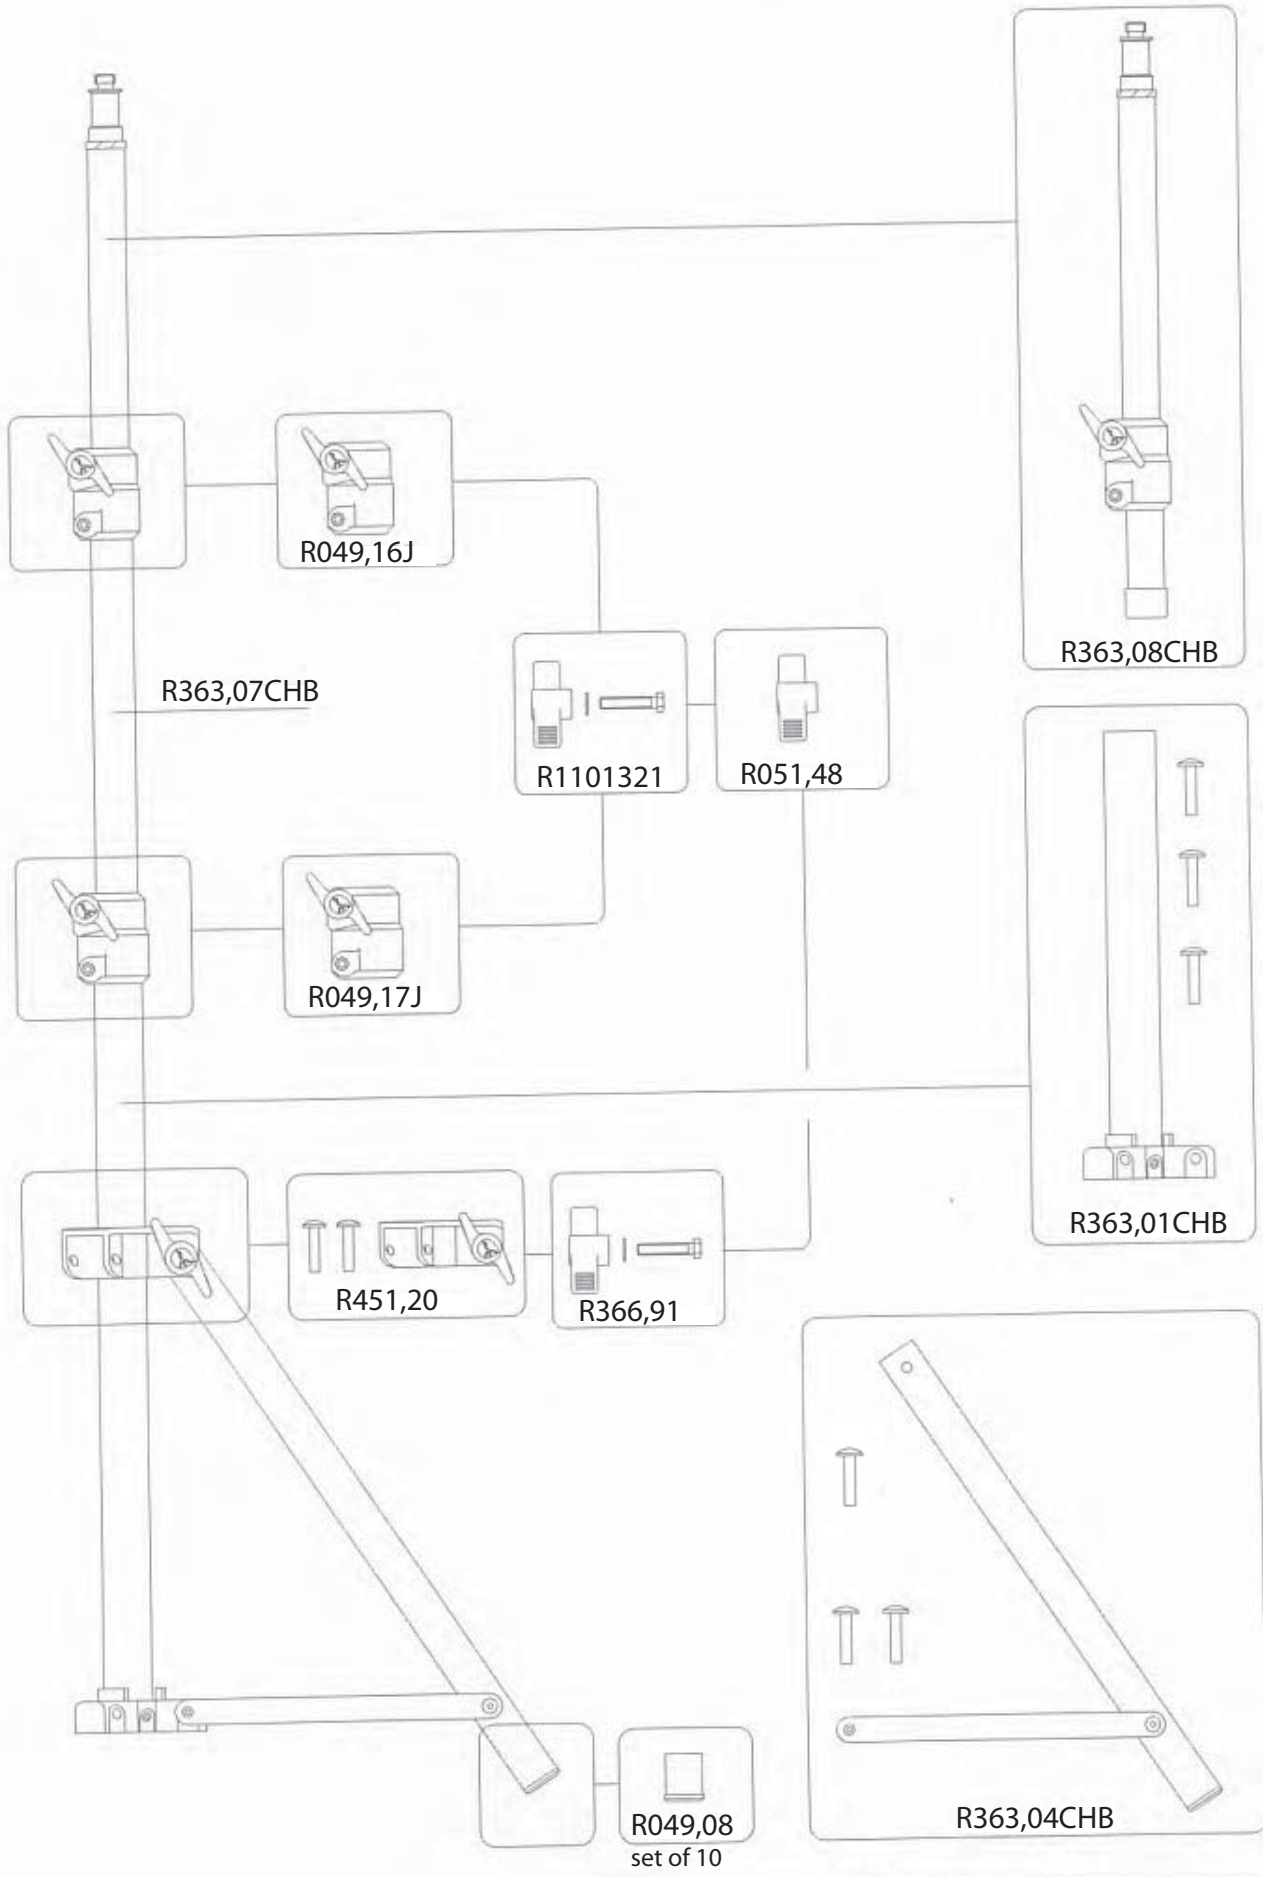 R049,16J
R363,08CHB
R363,07CHB
R1101321
R051,48
R049,17J
R363,01CHB
R451,20
R366,91
R049,08
set of 10
R363,04CHB